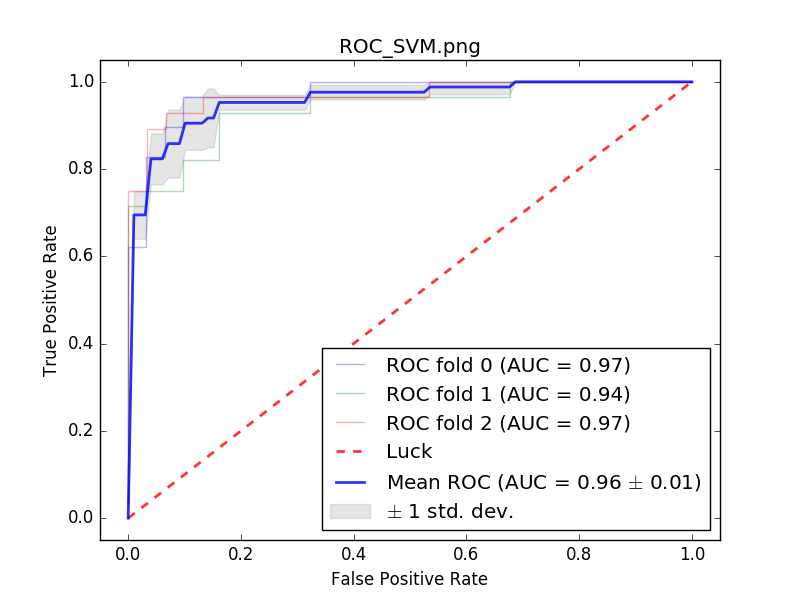 ROC_SVM.png
1.0
0.8
0.6
0.4
0.2
0.0
True Positive Rate
ROC fold 0 (AUC = 0.97)
ROC fold 1 (AUC = 0.94)
ROC fold 2 (AUC = 0.97)
Luck
Mean ROC (AUC = 0.96 ± 0.01)
± 1 std. dev.
0.0 0.2 0.4 0.6 0.8 1.0
False Positive Rate